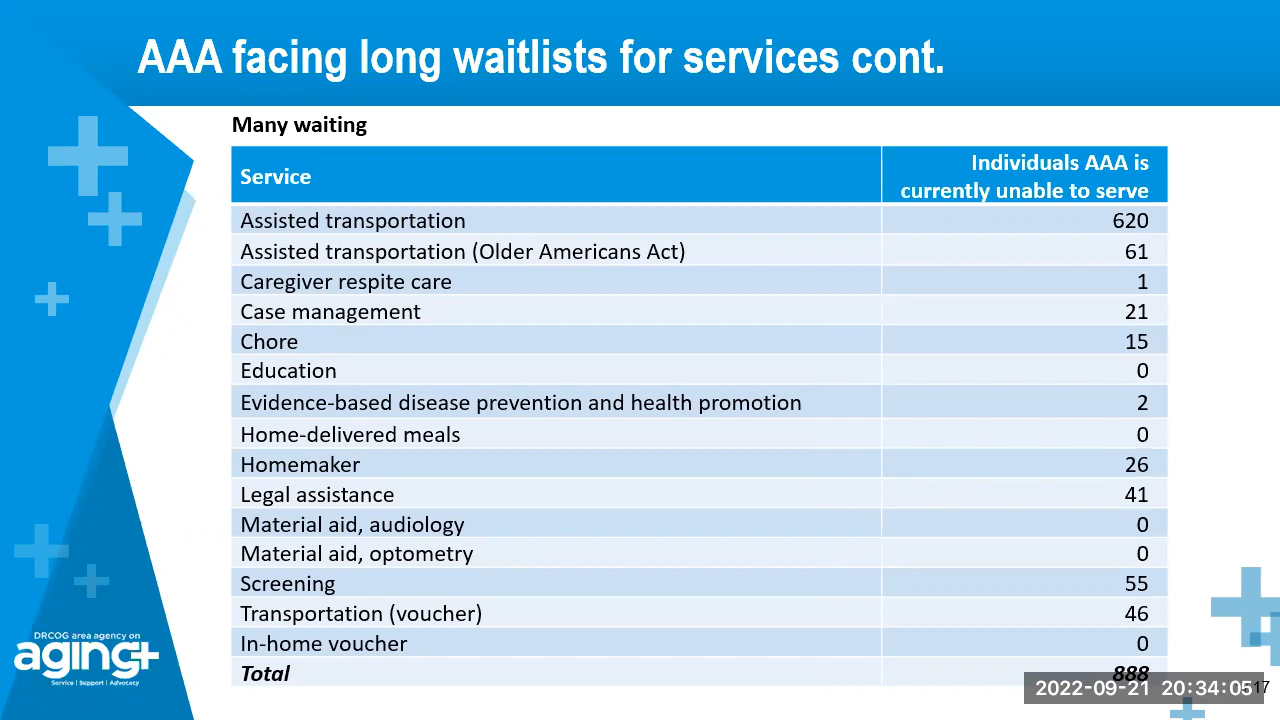 AAA facing long waitlists for services cont.
Many waiting
Service
Individuals AAA is
currently unable to serve
Assisted transportation 620
Assisted transportation (Older Americans Act) 61
Caregiver respite care 1
Case management 21
Chore 15
Education 0
Evidence-based disease prevention and health promotion 2
Home-delivered meals 0
Homemaker 26
Legal assistance 41
Material aid, audiology 0
Material aid, optometry 0
Screening 55
Transportation (voucher) 46
In-home voucher 0
Total 888
DRCOG area agency on
aging+
Service | Support | Advocacy
2022-09-21 20:34:05
17